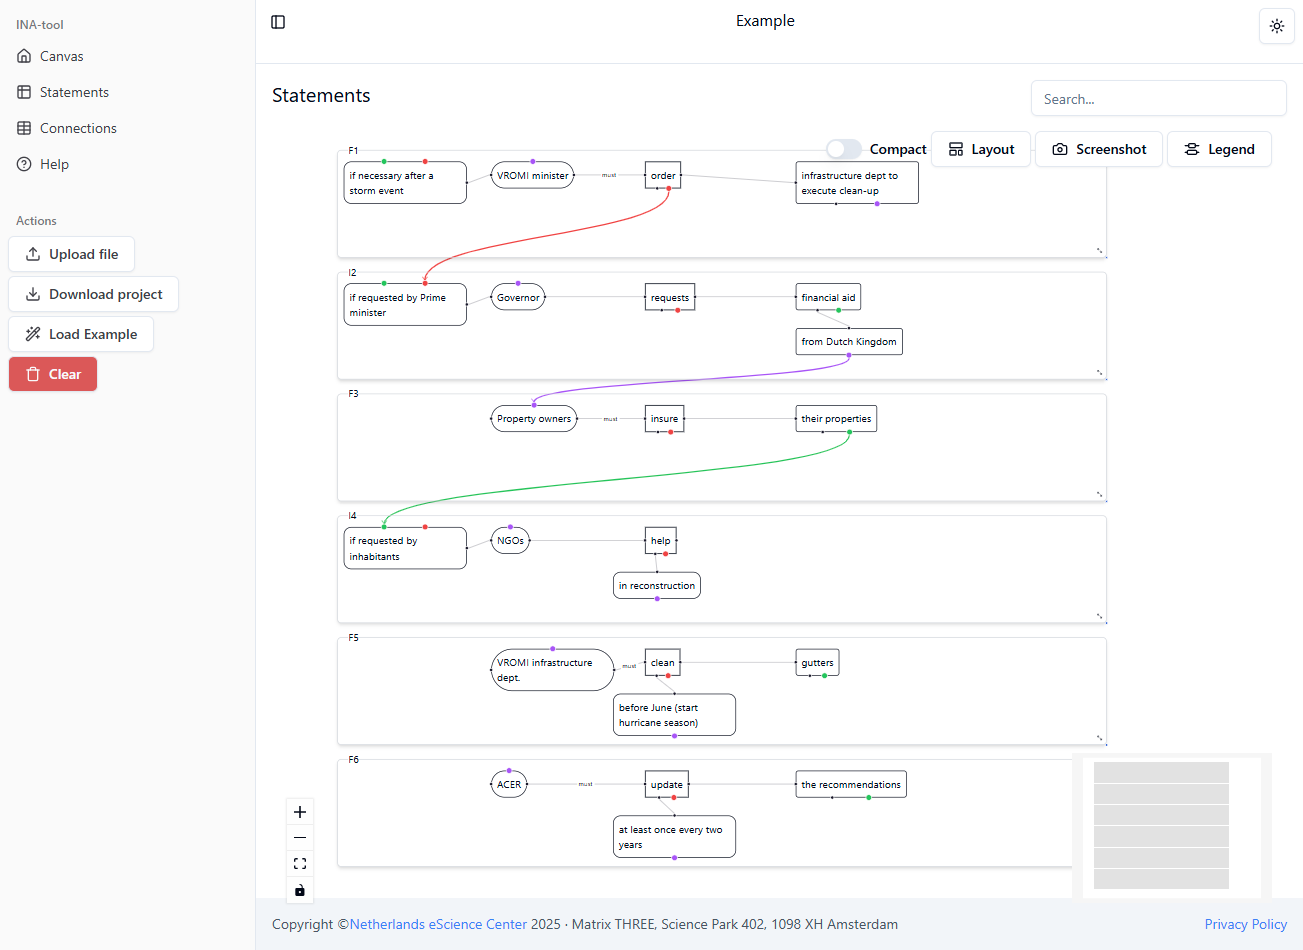 INA-tool
Canvas
Statements
Connections
Help
Actions
Upload file
Download project
Load Example
Clear
Example
Statements
Search...
Compact
Layout
Screenshot
Legend
F1
if necessary after a
storm event
VROMI minister
must
order
infrastructure dept to
execute clean-up
I2
if requested by Prime
minister
Governor
requests
financial aid
from Dutch Kingdom
F3
Property owners
must
insure
their properties
I4
if requested by
inhabitants
NGOs
help
in reconstruction
F5
VROMI infrastructure
dept.
must
clean
gutters
before June (start
hurricane season)
F6
ACER
must
update
the recommendations
at least once every two
years
Copyright ©Netherlands eScience Center 2025 · Matrix THREE, Science Park 402, 1098 XH Amsterdam
Privacy Policy